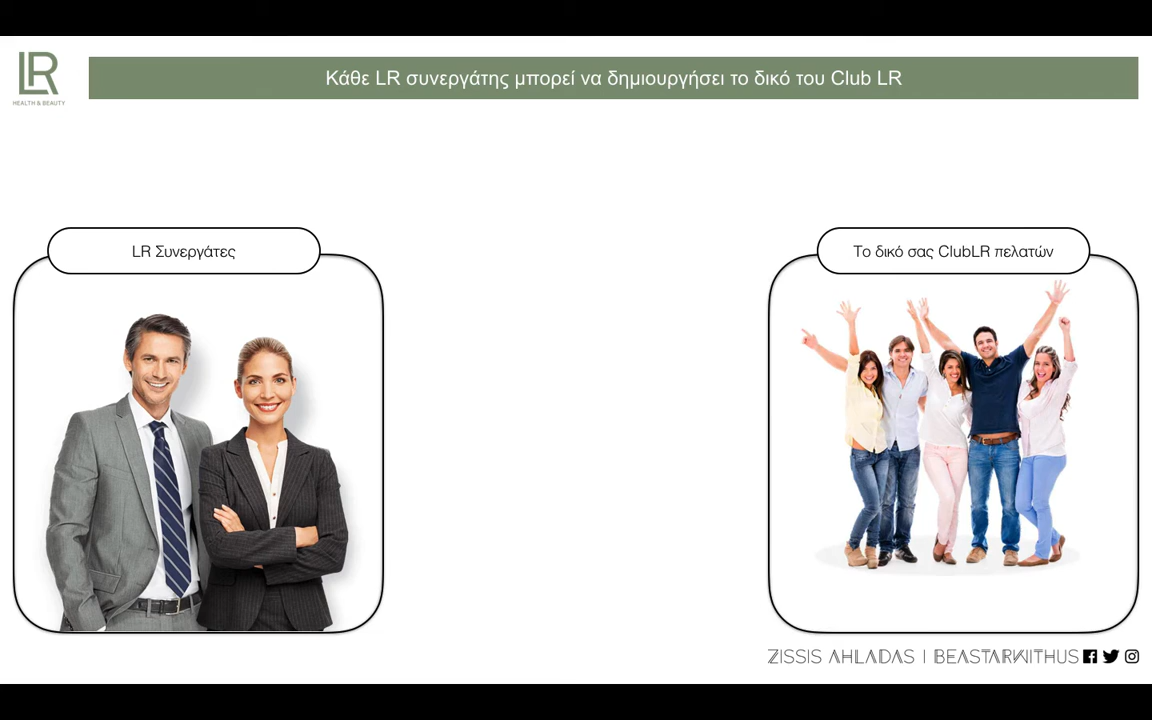 LR
HEALTH & BEAUTY
Κάθε LR συνεργάτης μπορεί να δημιουργήσει το δικό του Club LR
LR Συνεργάτες
Το δικό σας ClubLR πελατών
ZISSIS AHLADAS | BEASTARWITHUS